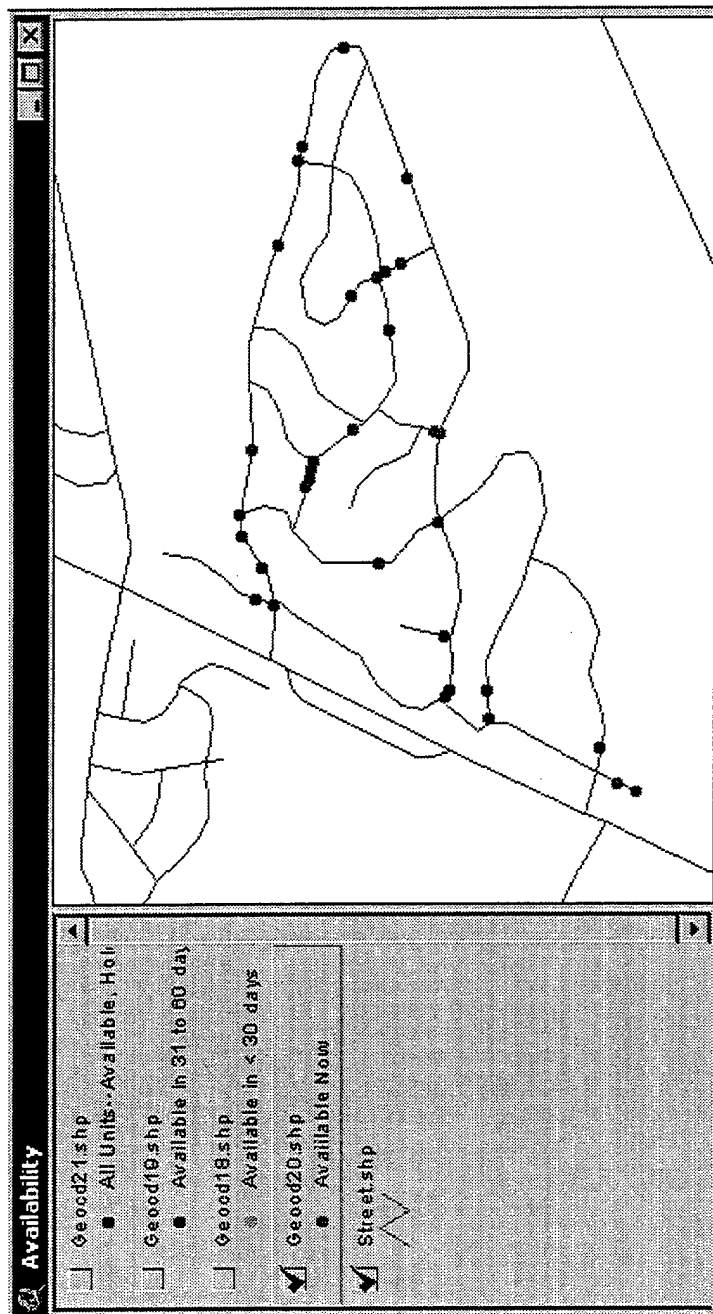 Availability
Geocd21.shp
All Units--Available, Hol
Geocd19.shp
Available in 31 to 60 day
Geocd18.shp
Available in < 30 days
Geocd20.shp
Available Now
Street.shp